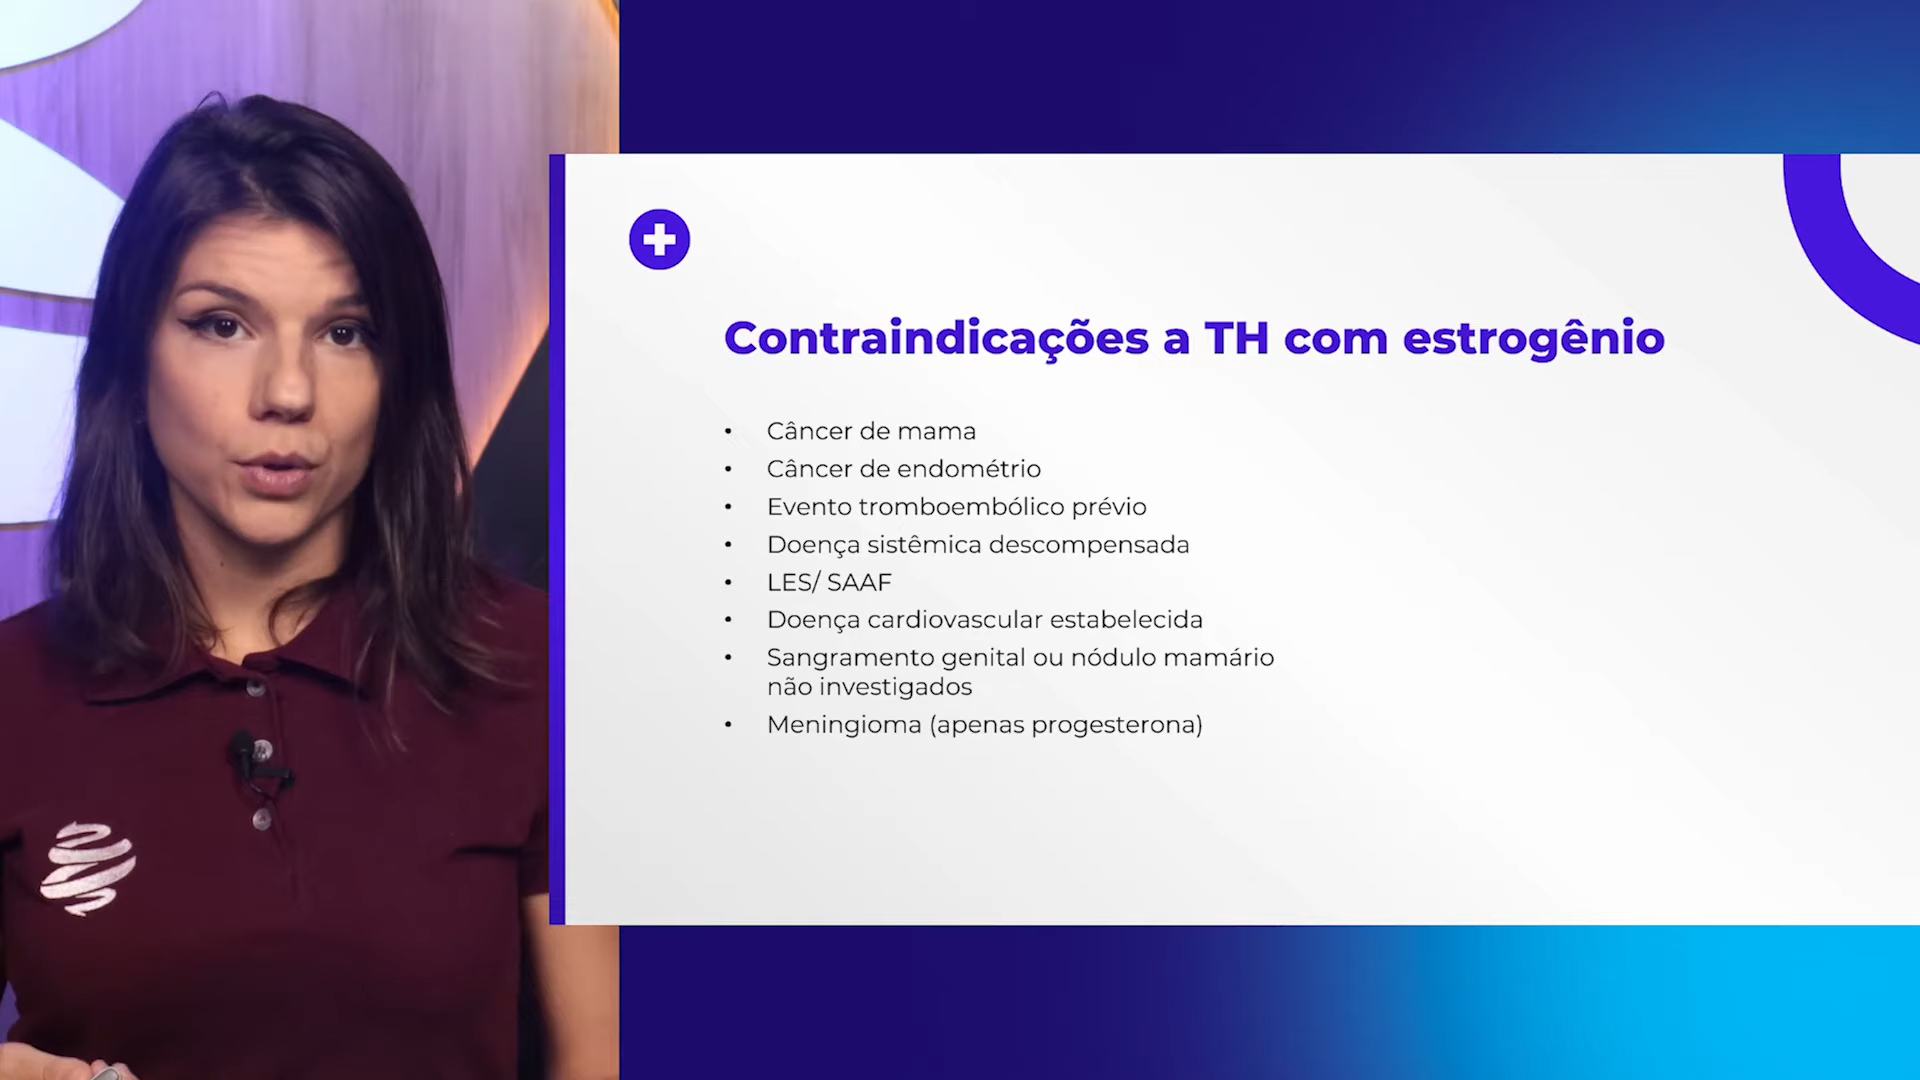 Contraindicações a TH com estrogênio
• Câncer de mama
• Câncer de endométrio
• Evento tromboembólico prévio
• Doença sistêmica descompensada
• LES/ SAAF
• Doença cardiovascular estabelecida
• Sangramento genital ou nódulo mamário
não investigados
• Meningioma (apenas progesterona)